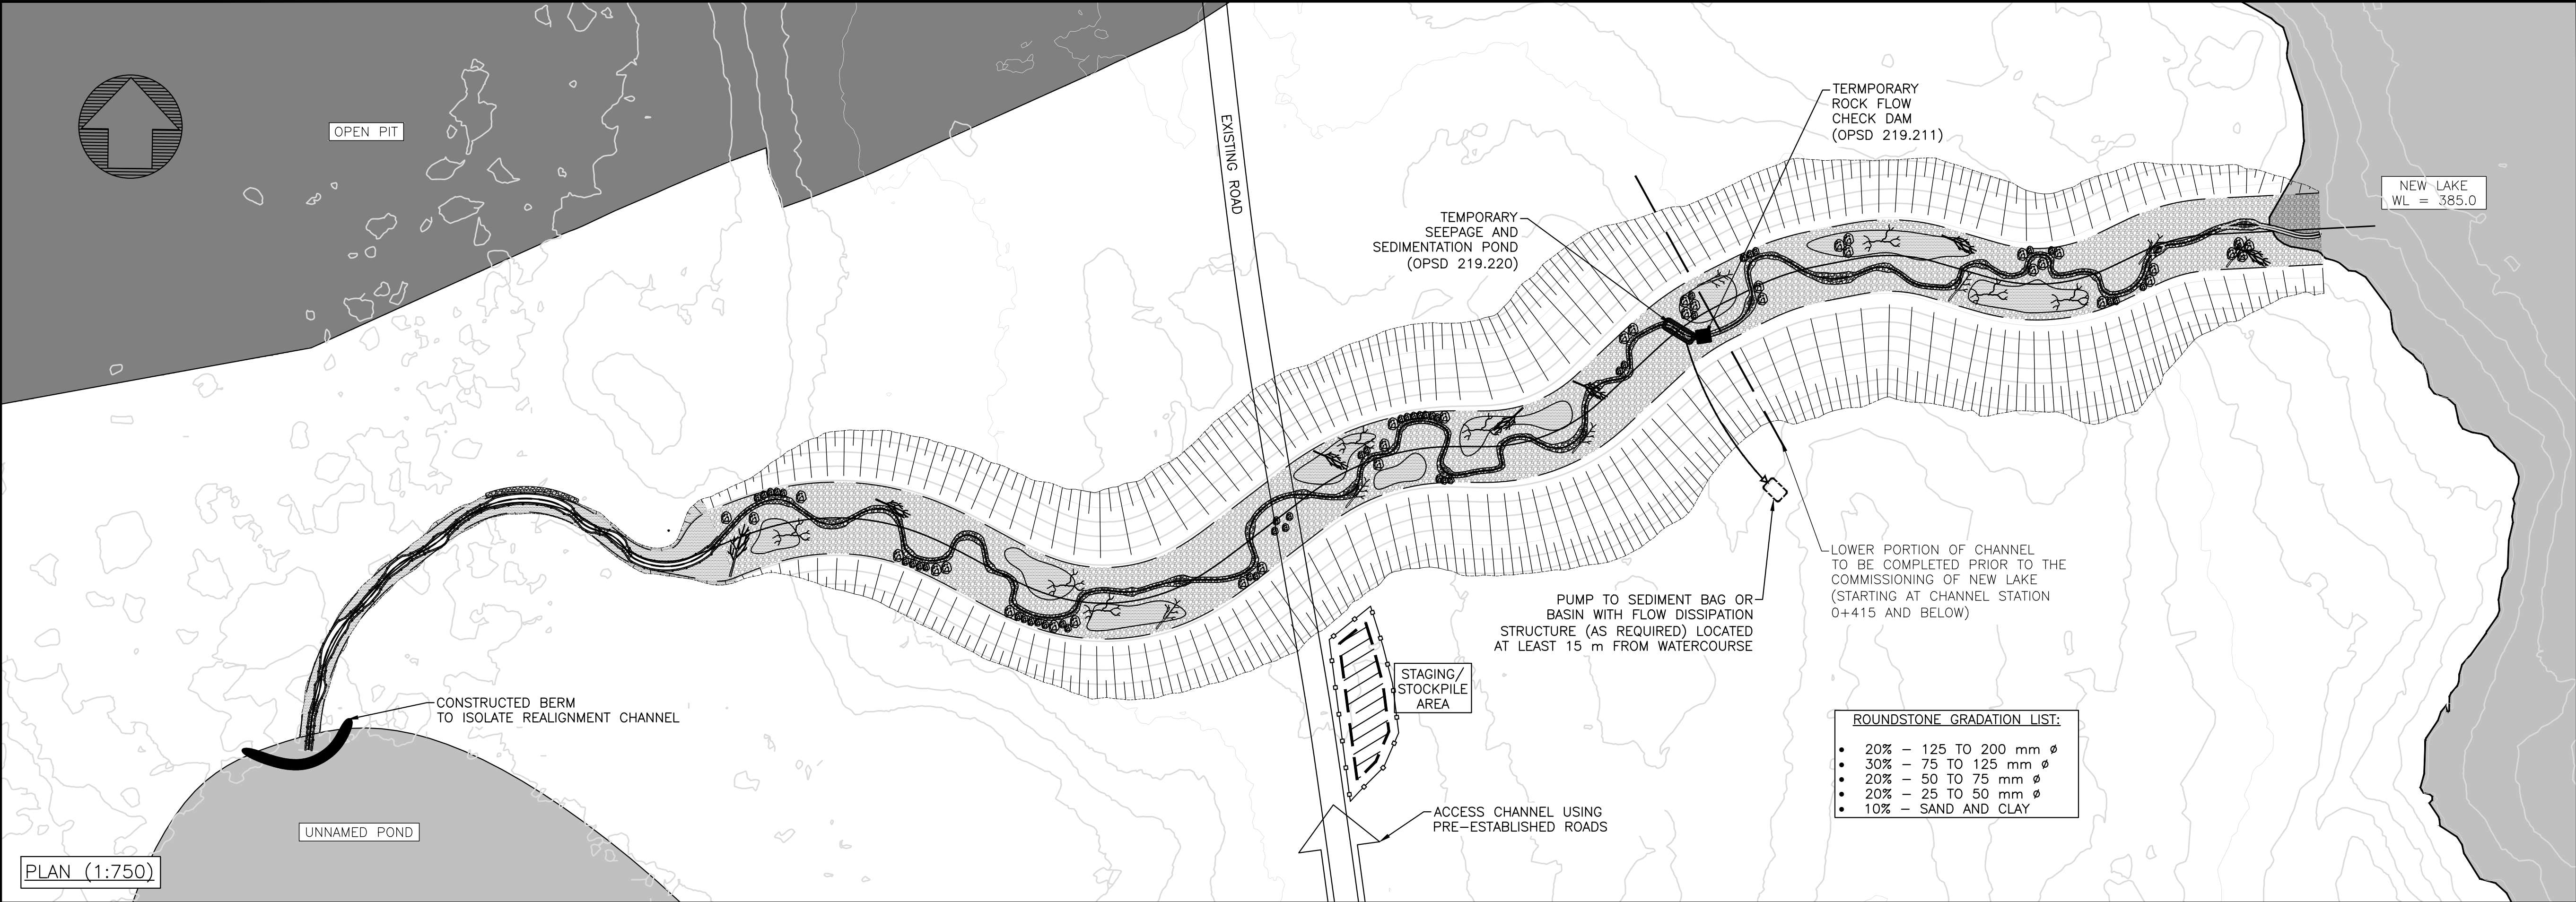 OPEN PIT
EXISTING ROAD
TERMPORARY
ROCK FLOW
CHECK DAM
(OPSD 219.211)
NEW LAKE
WL = 385.0
TEMPORARY
SEEPAGE AND
SEDIMENTATION POND
(OPSD 219.220)
LOWER PORTION OF CHANNEL
TO BE COMPLETED PRIOR TO THE
COMMISSIONING OF NEW LAKE
(STARTING AT CHANNEL STATION
0+415 AND BELOW)
PUMP TO SEDIMENT BAG OR
BASIN WITH FLOW DISSIPATION
STRUCTURE (AS REQUIRED) LOCATED
AT LEAST 15 m FROM WATERCOURSE
STAGING/
STOCKPILE
AREA
CONSTRUCTED BERM
TO ISOLATE REALIGNMENT CHANNEL
ROUNDSTONE GRADATION LIST:
• 20% – 125 TO 200 mm ø
• 30% – 75 TO 125 mm ø
• 20% – 50 TO 75 mm ø
• 20% – 25 TO 50 mm ø
• 10% – SAND AND CLAY
ACCESS CHANNEL USING
PRE–ESTABLISHED ROADS
UNNAMED POND
PLAN (1:750)